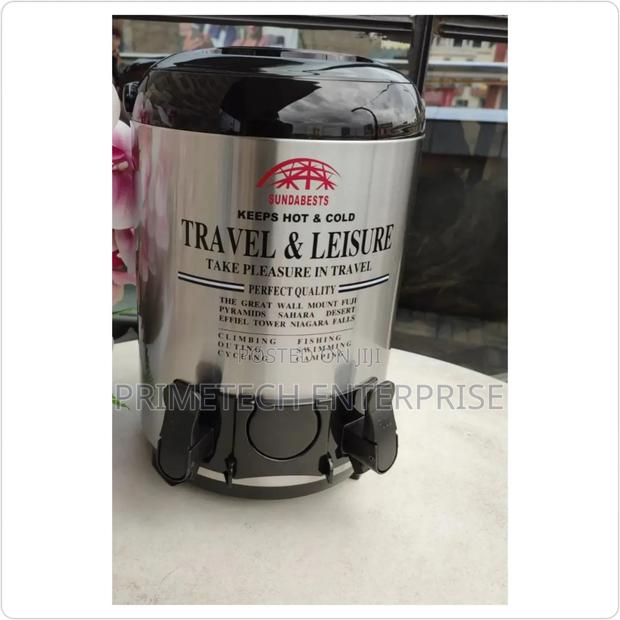 SUNDABESTS
KEEPS HOT & COLD
TRAVEL & LEISURE
TAKE PLEASURE IN TRAVEL
PERFECT QUALITY
THE GREAT WALL MOUNT FUJI
PYRAMIDS SAHARA DESERT
EFFIEL TOWER NIAGARA FALLS
CLIMBING FISHING
OUTING SWIMMING
CYCEING CAMPING
POSTED ON JIJI
PRIMETECH ENTERPRISE